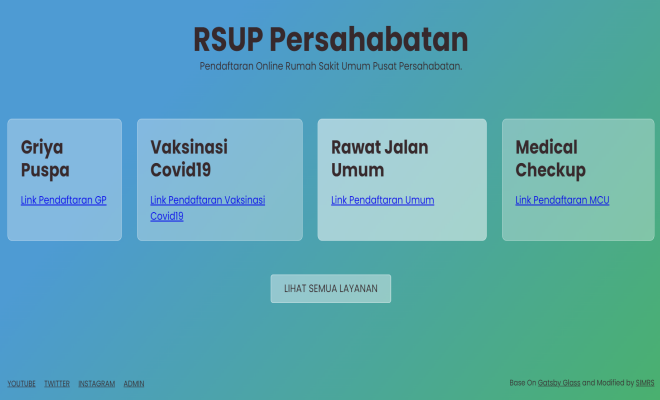 RSUP Persahabatan
Pendaftaran Online Rumah Sakit Umum Pusat Persahabatan.
Griya
Puspa
Link Pendaftaran GP
Vaksinasi
Covid19
Link Pendaftaran Vaksinasi
Covid19
Rawat Jalan
Umum
Link Pendaftaran Umum
Medical
Checkup
Link Pendaftaran MCU
LIHAT SEMUA LAYANAN
YOUTUBE TWITTER INSTAGRAM ADMIN
Base On Gatsby Glass and Modified by SIMRS